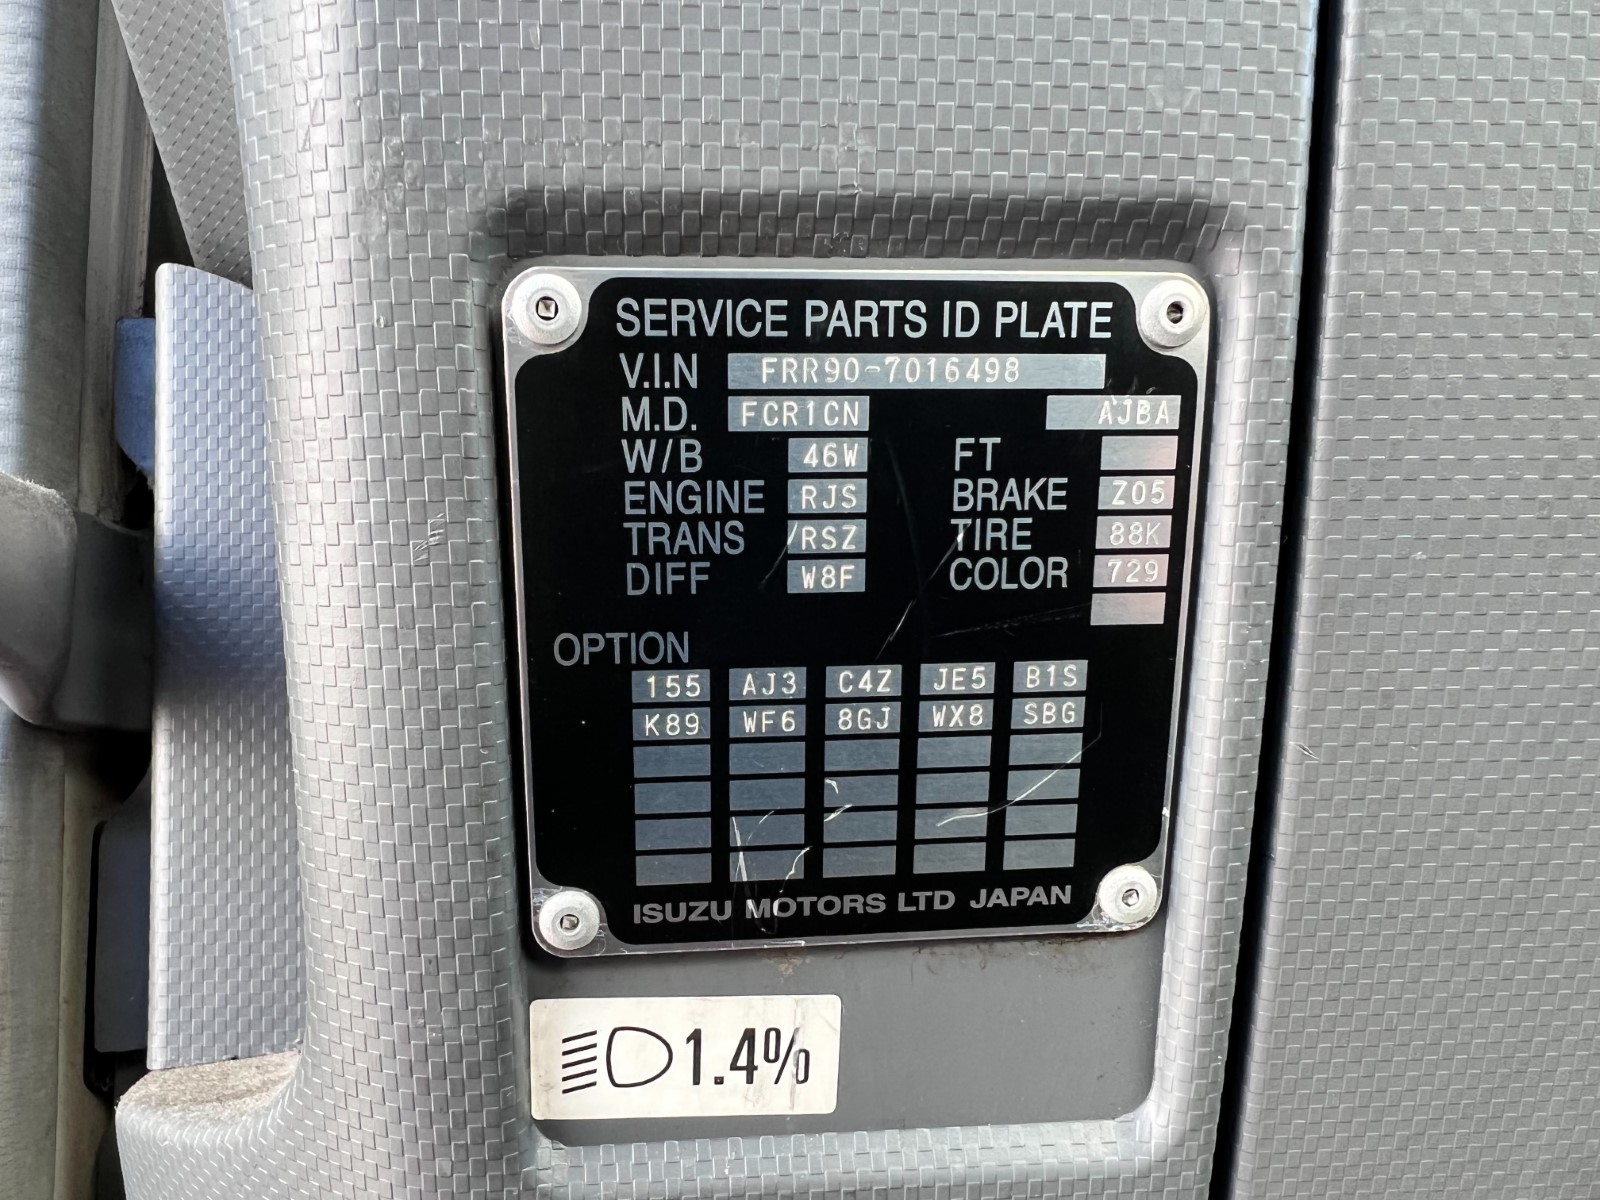 SERVICE PARTS ID PLATE
V.I.N FRR90-7016498
M.D. FCR1CN AJBA
W/B 46W FT
ENGINE RJS BRAKE Z05
TRANS /RSZ TIRE 88K
DIFF W8F COLOR 729
OPTION
155 AJ3 C4Z JE5 B1S
K89 WF6 8GJ WX8 SBG
ISUZU MOTORS LTD JAPAN
1.4%